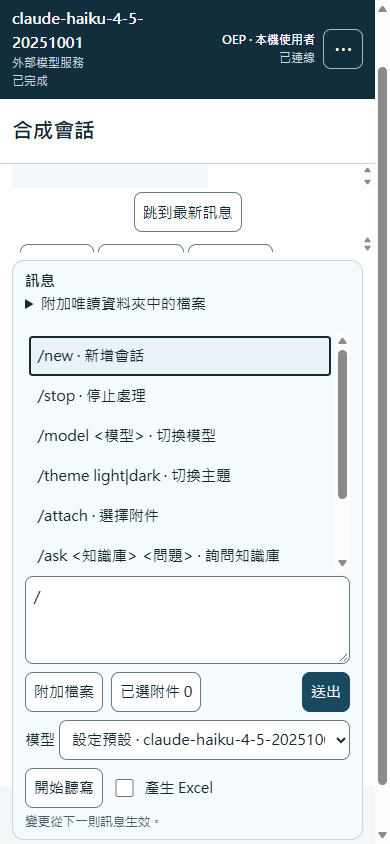 claude-haiku-4-5-
20251001
外部模型服務
已完成
OEP · 本機使用者
已連線
···
合成會話
跳到最新訊息
訊息
▶ 附加唯讀資料夾中的檔案
/new · 新增會話
/stop · 停止處理
/model <模型> · 切換模型
/theme light|dark · 切換主題
/attach · 選擇附件
/ask <知識庫> <問題> · 詢問知識庫
/
附加檔案
已選附件 0
送出
模型
設定預設 · claude-haiku-4-5-2025100
開始聽寫
產生 Excel
變更從下一則訊息生效。